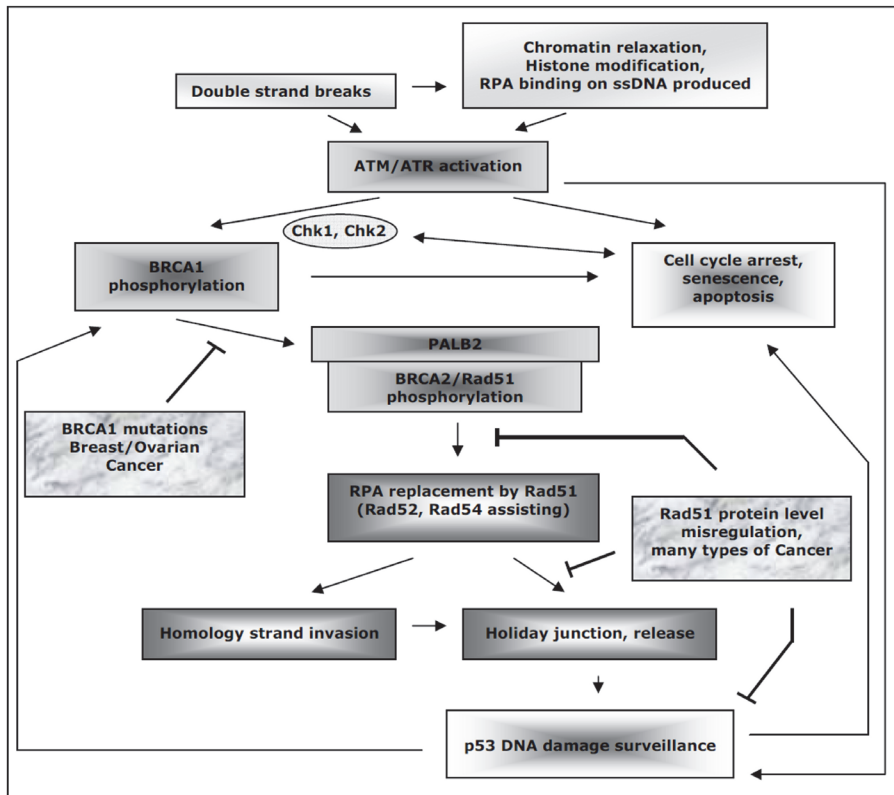 Chromatin relaxation,
Histone modification,
RPA binding on ssDNA produced
Double strand breaks
ATM/ATR activation
Chk1, Chk2
BRCA1
phosphorylation
Cell cycle arrest,
senescence,
apoptosis
PALB2
BRCA2/Rad51
phosphorylation
BRCA1 mutations
Breast/Ovarian
Cancer
RPA replacement by Rad51
(Rad52, Rad54 assisting)
Rad51 protein level
misregulation,
many types of Cancer
Homology strand invasion
Holiday junction, release
p53 DNA damage surveillance